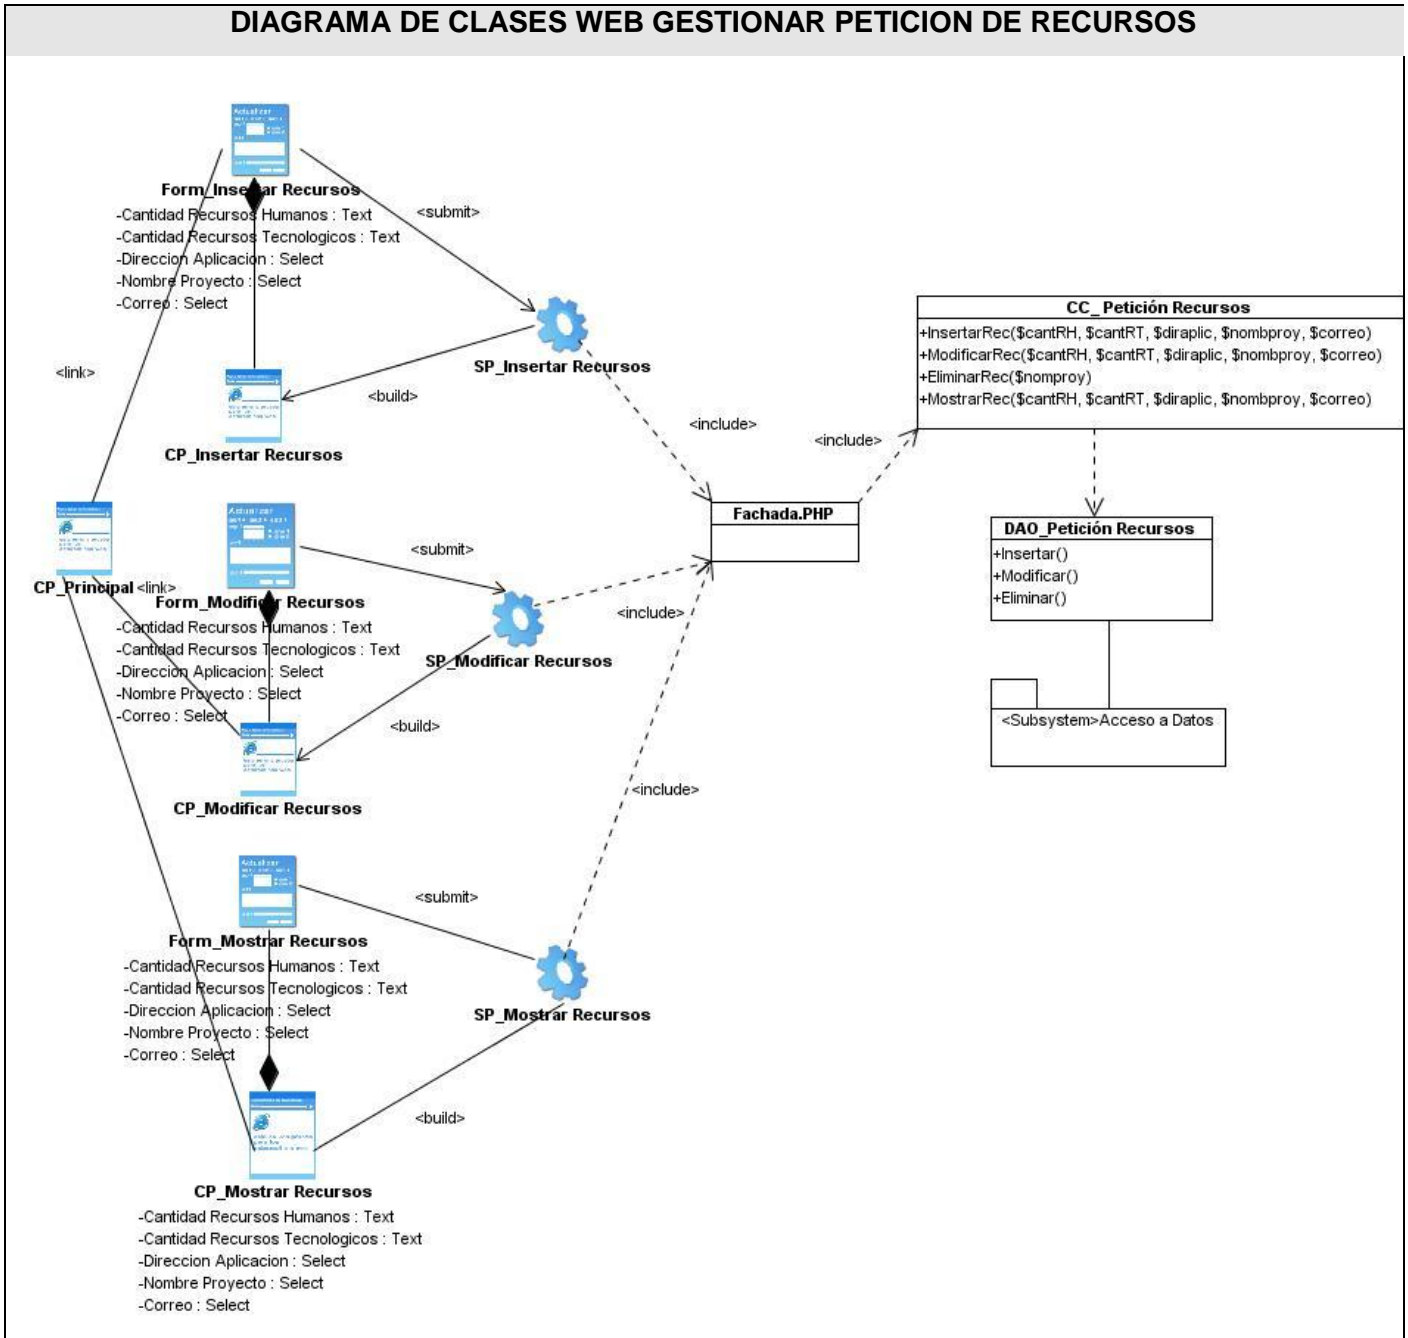 DIAGRAMA DE CLASES WEB GESTIONAR PETICION DE RECURSOS
Actualizar
Form_Insertar Recursos
-Cantidad Recursos Humanos : Text
-Cantidad Recursos Tecnologicos : Text
-Direccion Aplicacion : Select
-Nombre Proyecto : Select
-Correo : Select
<submit>
SP_Insertar Recursos
<link>
<build>
CP_Insertar Recursos
<include>
<include>
CC_ Petición Recursos
+InsertarRec($cantRH, $cantRT, $diraplic, $nombproy, $correo)
+ModificarRec($cantRH, $cantRT, $diraplic, $nombproy, $correo)
+EliminarRec($nomproy)
+MostrarRec($cantRH, $cantRT, $diraplic, $nombproy, $correo)
Fachada.PHP
DAO_Petición Recursos
+Insertar()
+Modificar()
+Eliminar()
<Subsystem>Acceso a Datos
CP_Principal
<link>
Actualizar
Form_Modificar Recursos
-Cantidad Recursos Humanos : Text
-Cantidad Recursos Tecnologicos : Text
-Direccion Aplicacion : Select
-Nombre Proyecto : Select
-Correo : Select
<submit>
SP_Modificar Recursos
<include>
<build>
CP_Modificar Recursos
<include>
Actualizar
Form_Mostrar Recursos
-Cantidad Recursos Humanos : Text
-Cantidad Recursos Tecnologicos : Text
-Direccion Aplicacion : Select
-Nombre Proyecto : Select
-Correo : Select
<submit>
SP_Mostrar Recursos
<build>
CP_Mostrar Recursos
-Cantidad Recursos Humanos : Text
-Cantidad Recursos Tecnologicos : Text
-Direccion Aplicacion : Select
-Nombre Proyecto : Select
-Correo : Select